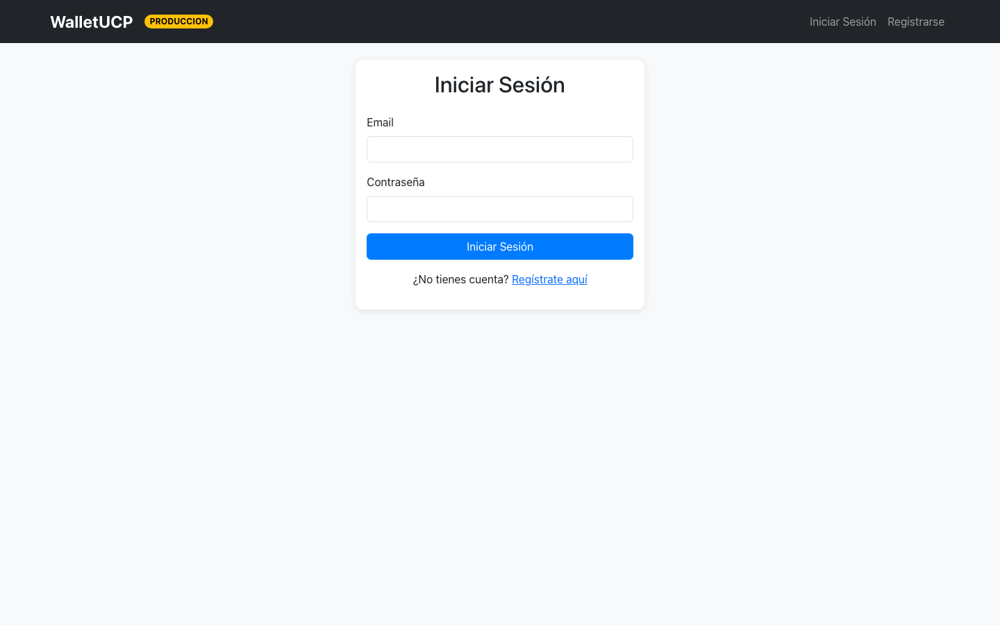 WalletUCP PRODUCCION Iniciar Sesión Registrarse
Iniciar Sesión
Email
Contraseña
Iniciar Sesión
¿No tienes cuenta? Regístrate aquí